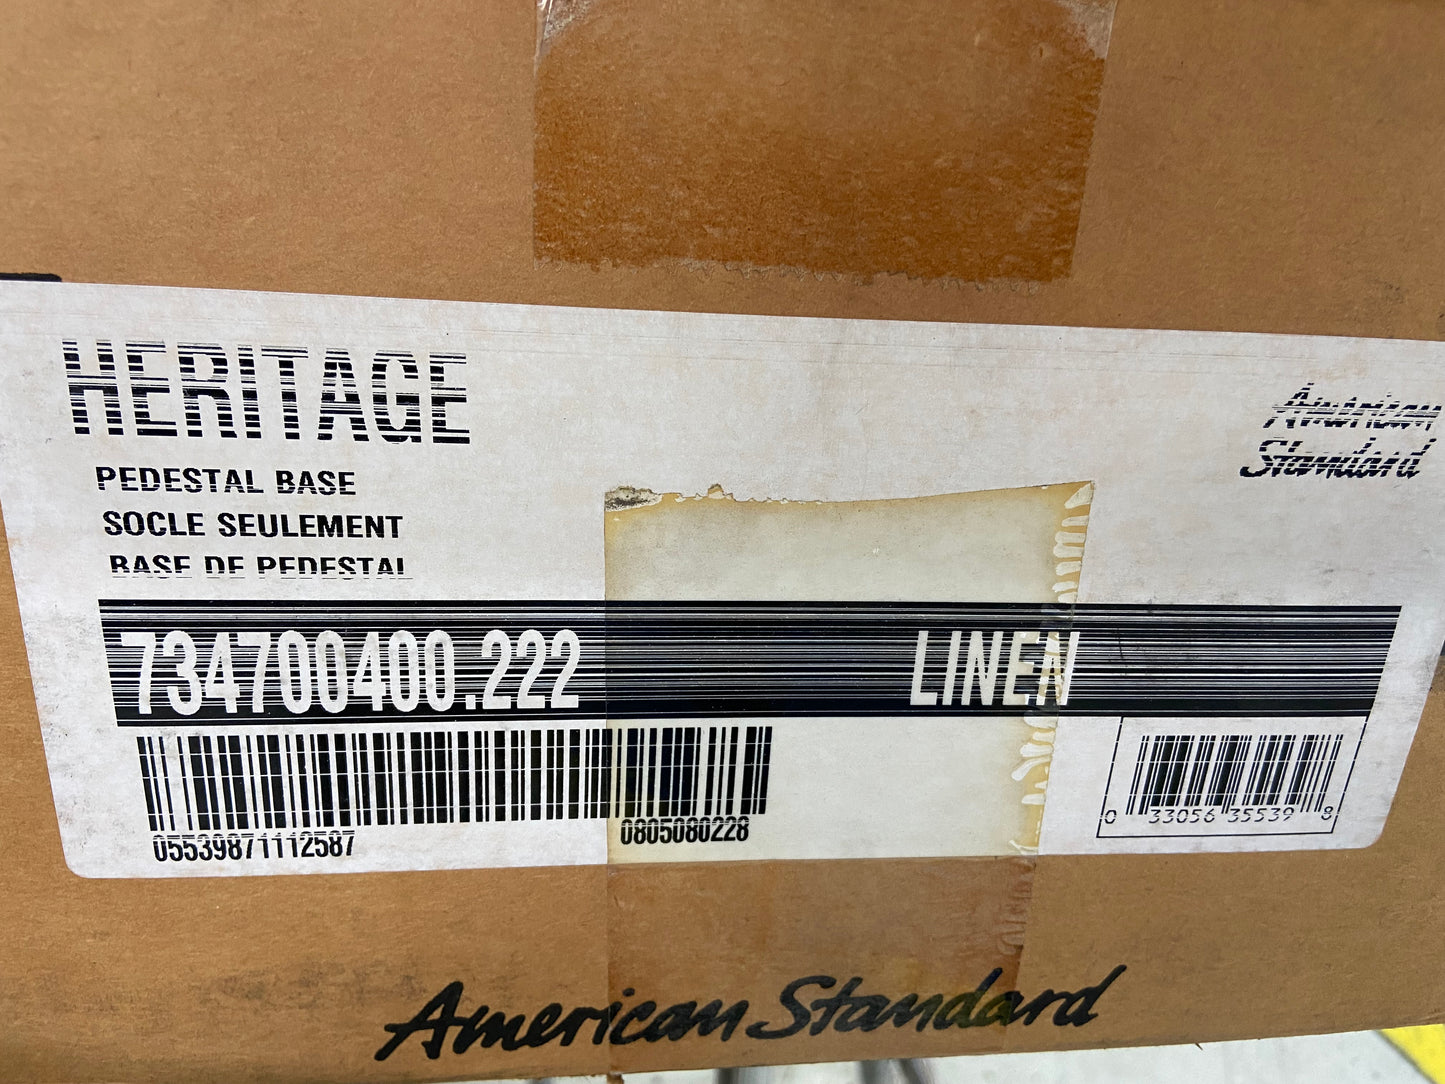 HERITAGE
American
Standard
PEDESTAL BASE
SOCLE SEULEMENT
BASE DE PEDESTAL
734700400.222 LINEN
05539871112587 0805080228
0 33056 35539 8
American Standard